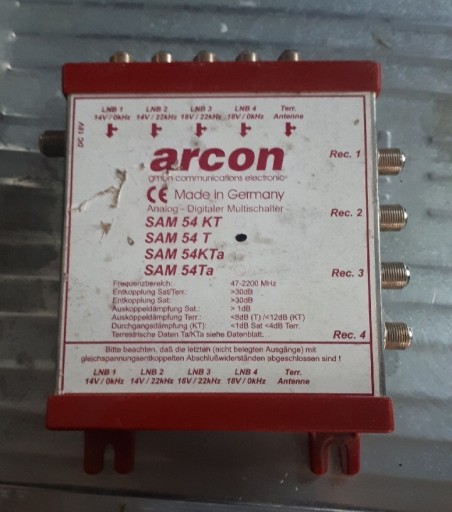 LNB 1 LNB 2 LNB 3 LNB 4 Terr.
14V / 0kHz 14V / 22kHz 18V / 22kHz 18V / 0kHz Antenne
DC 18V
arcon
gmbh communications electronic
Rec. 1
CE Made in Germany
Analog - Digitaler Multischalter
Rec. 2
SAM 54 KT
SAM 54 T
SAM 54KTa
SAM 54Ta
Rec. 3
Frequenzbereich: 47-2200 MHz
Entkopplung Sat/Terr.: >30dB
Entkopplung Sat: >30dB
Auskoppeldämpfung Sat.: > 1dB
Auskoppeldämpfung Terr.: <8dB (T) /<12dB (KT)
Durchgangsdämpfung (KT): <1dB Sat <4dB Terr.
Terrestrische Daten Ta/KTa siehe Datenblatt.
Rec. 4
Bitte beachten, daß die letzten (nicht belegten Ausgänge) mit
gleichspannungsentkoppelten Abschlußwiderständen abgeschlossen sind !
LNB 1 LNB 2 LNB 3 LNB 4 Terr.
14V / 0kHz 14V / 22kHz 18V / 22kHz 18V / 0kHz Antenne